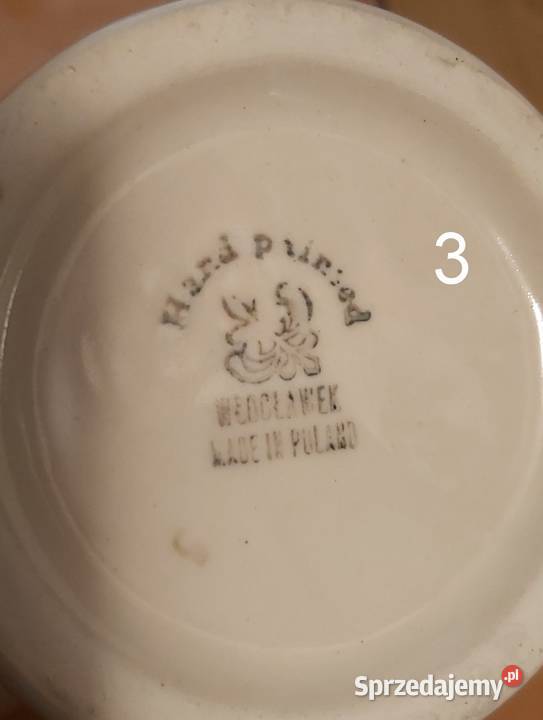 Hand Painted
3
WŁOCŁAWEK
MADE IN POLAND
Sprzedajemy.pl